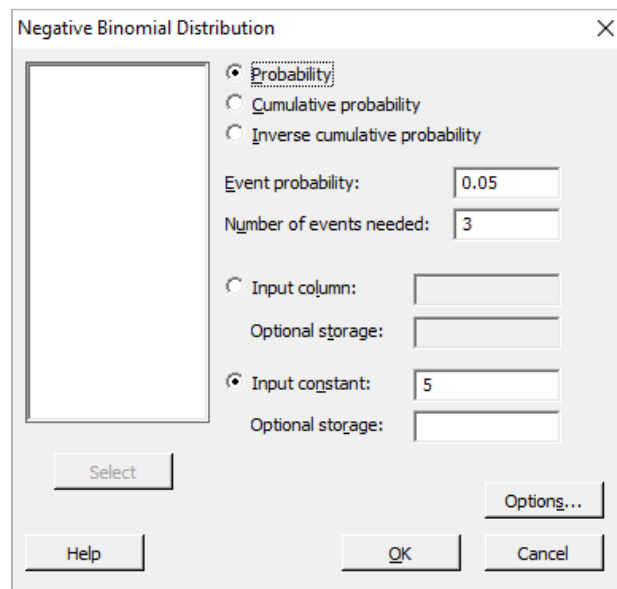 Negative Binomial Distribution
Probability
Cumulative probability
Inverse cumulative probability
Event probability: 0.05
Number of events needed: 3
Input column:
Optional storage:
Input constant: 5
Optional storage:
Select
Options...
Help OK Cancel